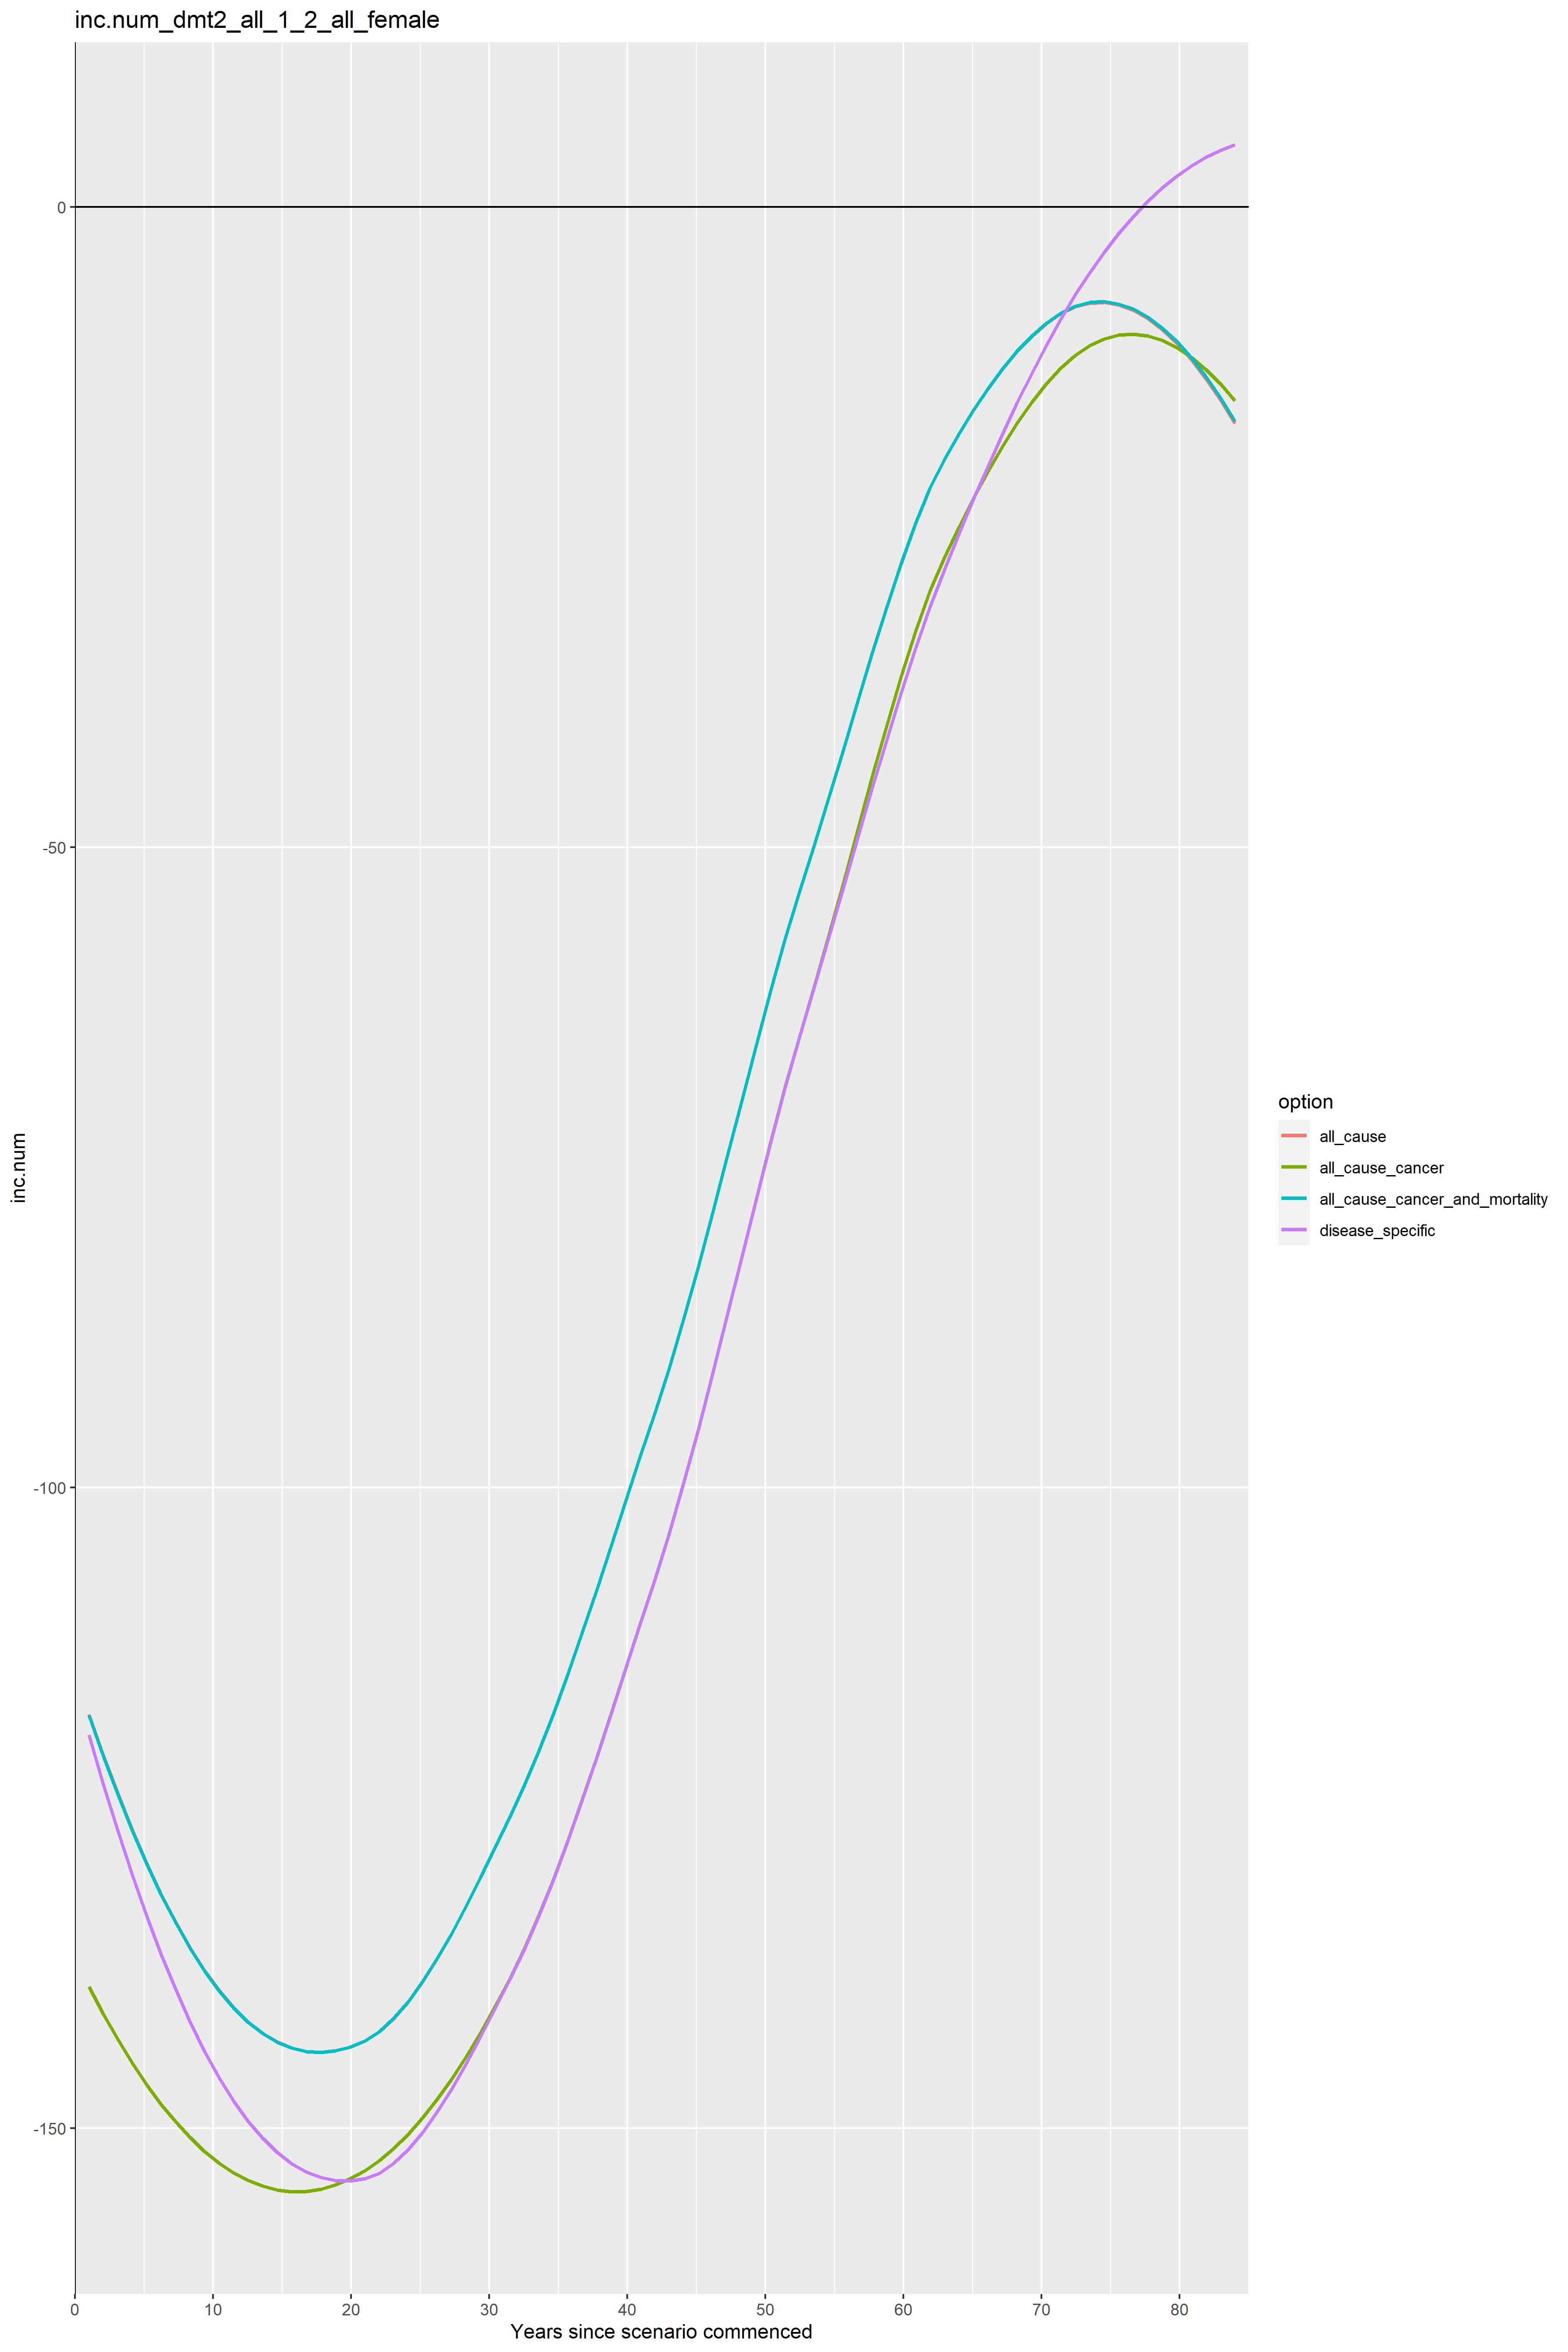 inc.num_dmt2_all_1_2_all_female
0
-50
-100
-150
inc.num
0 10 20 30 40 50 60 70 80
Years since scenario commenced
option
all_cause
all_cause_cancer
all_cause_cancer_and_mortality
disease_specific